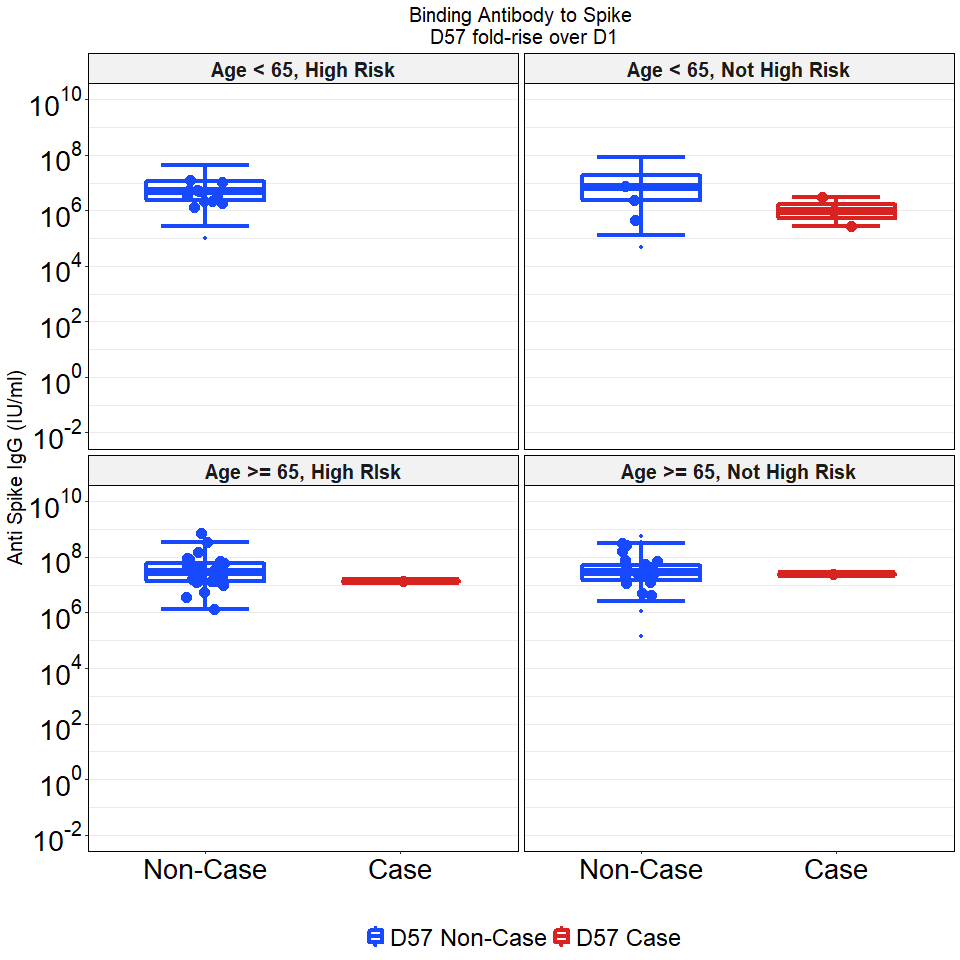 Binding Antibody to Spike
D57 fold-rise over D1
Age < 65, High Risk
Age < 65, Not High Risk
10^10
10^8
10^6
10^4
10^2
10^0
10^-2
Anti Spike IgG (IU/ml)
Age >= 65, High RIsk
Age >= 65, Not High Risk
10^10
10^8
10^6
10^4
10^2
10^0
10^-2
Non-Case Case Non-Case Case
D57 Non-Case D57 Case